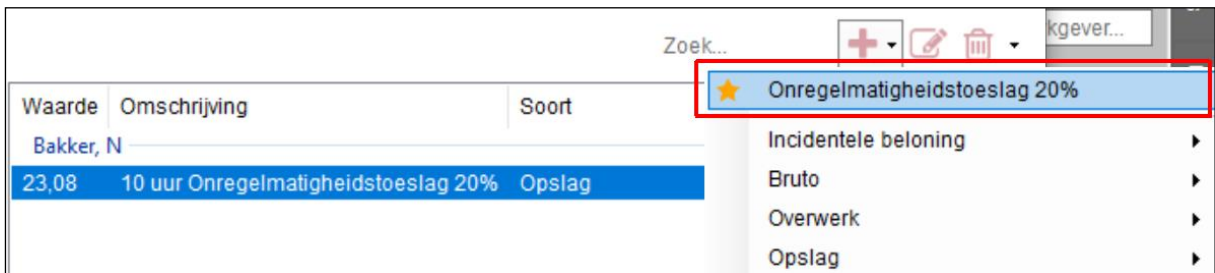 Zoek...
kgever...
Waarde Omschrijving Soort
Bakker, N
23,08 10 uur Onregelmatigheidstoeslag 20% Opslag
Onregelmatigheidstoeslag 20%
Incidentele beloning
Bruto
Overwerk
Opslag